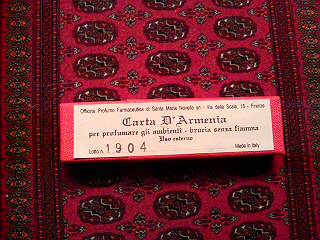 Officina Profumo Farmaceutica di Santa Maria Novella srl - Via della Scala, 16 - Firenze
Carta D'Armenia
per profumare gli ambienti - brucia senza fiamma
Uso esterno
Lotto n. 1904 Made in Italy